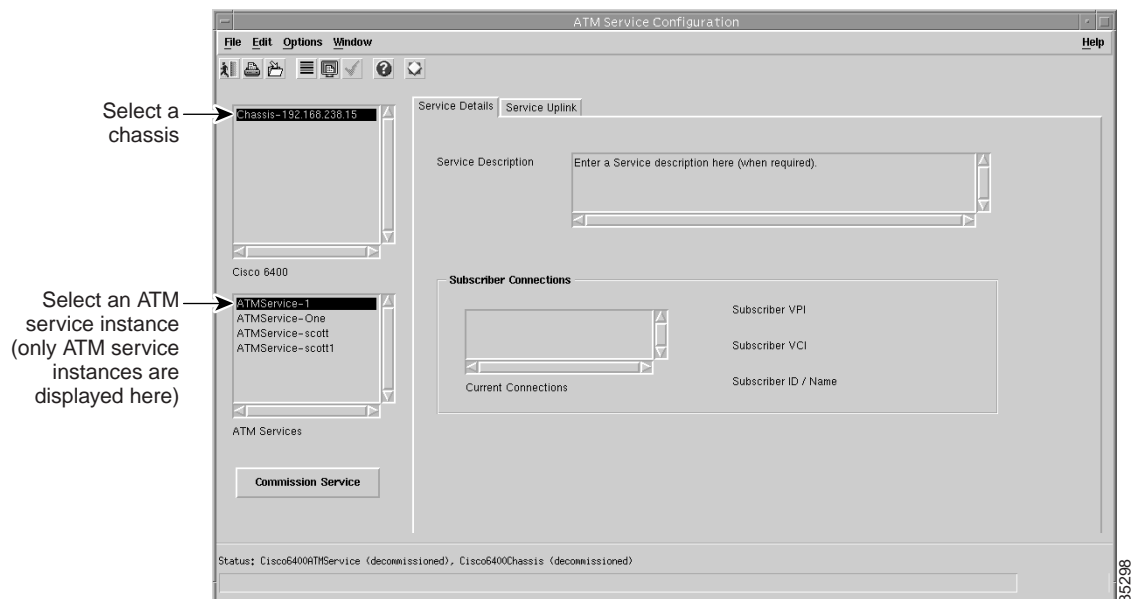 ATM Service Configuration
File Edit Options Window Help
Select a
chassis
Chassis-192.168.238.15
Cisco 6400
Select an ATM
service instance
(only ATM service
instances are
displayed here)
ATMService-1
ATMService-One
ATMService-scott
ATMService-scott1
ATM Services
Commission Service
Service Details Service Uplink
Service Description
Enter a Service description here (when required).
Subscriber Connections
Current Connections
Subscriber VPI
Subscriber VCI
Subscriber ID / Name
Status: Cisco6400ATMService (decommissioned), Cisco6400Chassis (decommissioned)